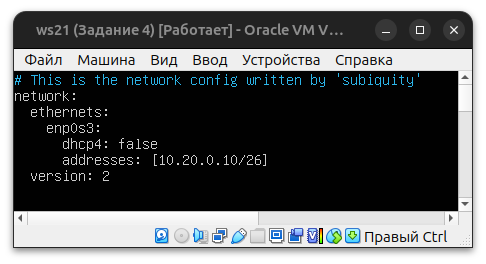 ws21 (Задание 4) [Работает] - Oracle VM V…
Файл Машина Вид Ввод Устройства Справка
# This is the network config written by 'subiquity'
network:
  ethernets:
    enp0s3:
      dhcp4: false
      addresses: [10.20.0.10/26]
  version: 2
Правый Ctrl